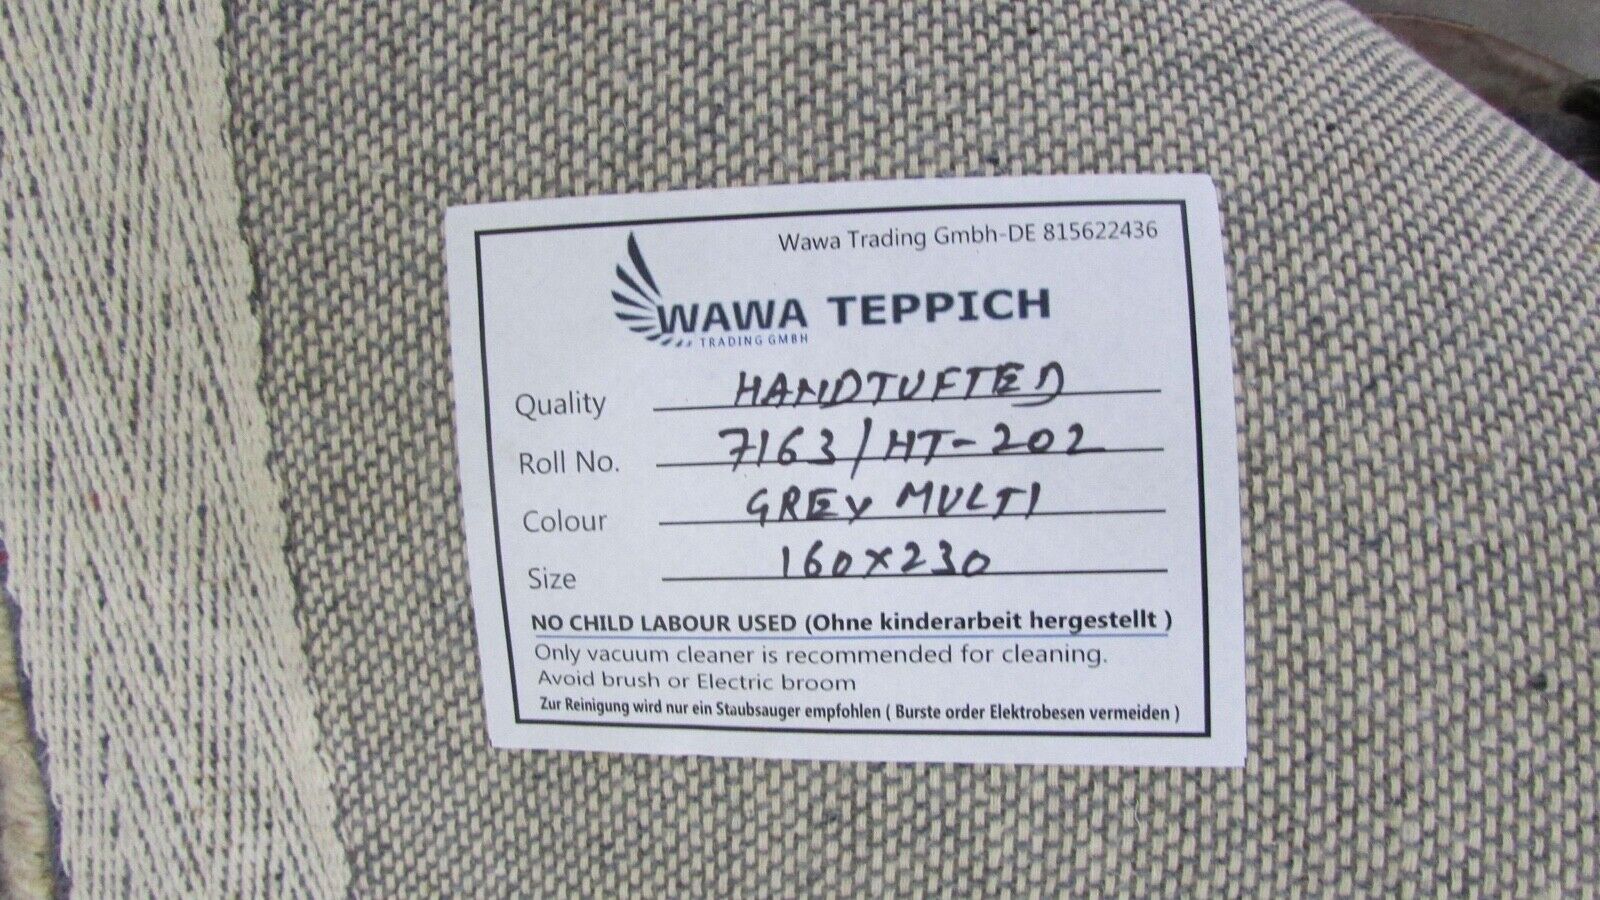 Wawa Trading Gmbh-DE 815622436
WAWA TEPPICH
TRADING GMBH
Quality HANDTUFTED
Roll No. 7163/HT-202
Colour GREY MULTI
Size 160x230
NO CHILD LABOUR USED (Ohne kinderarbeit hergestellt )
Only vacuum cleaner is recommended for cleaning.
Avoid brush or Electric broom
Zur Reinigung wird nur ein Staubsauger empfohlen ( Burste order Elektrobesen vermeiden )